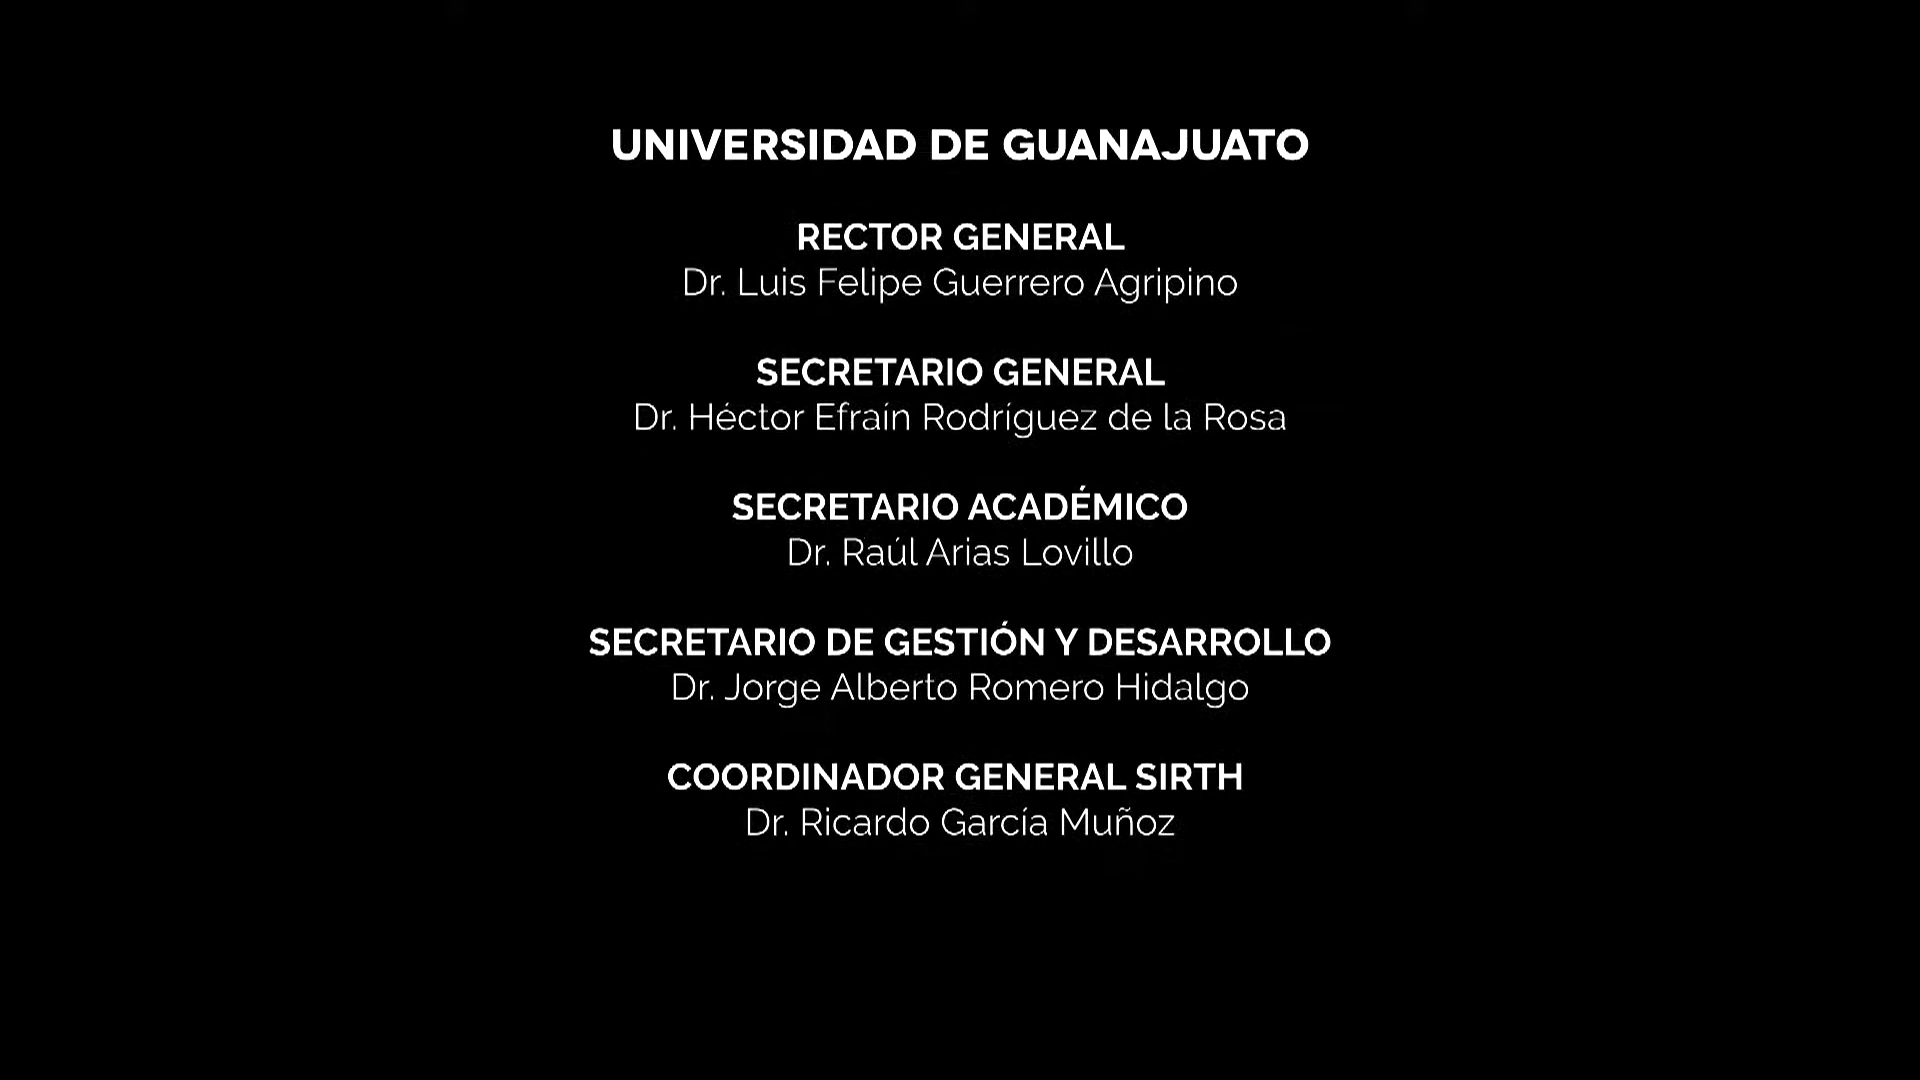 UNIVERSIDAD DE GUANAJUATO
RECTOR GENERAL
Dr. Luis Felipe Guerrero Agripino
SECRETARIO GENERAL
Dr. Héctor Efraín Rodríguez de la Rosa
SECRETARIO ACADÉMICO
Dr. Raúl Arias Lovillo
SECRETARIO DE GESTIÓN Y DESARROLLO
Dr. Jorge Alberto Romero Hidalgo
COORDINADOR GENERAL SIRTH
Dr. Ricardo García Muñoz